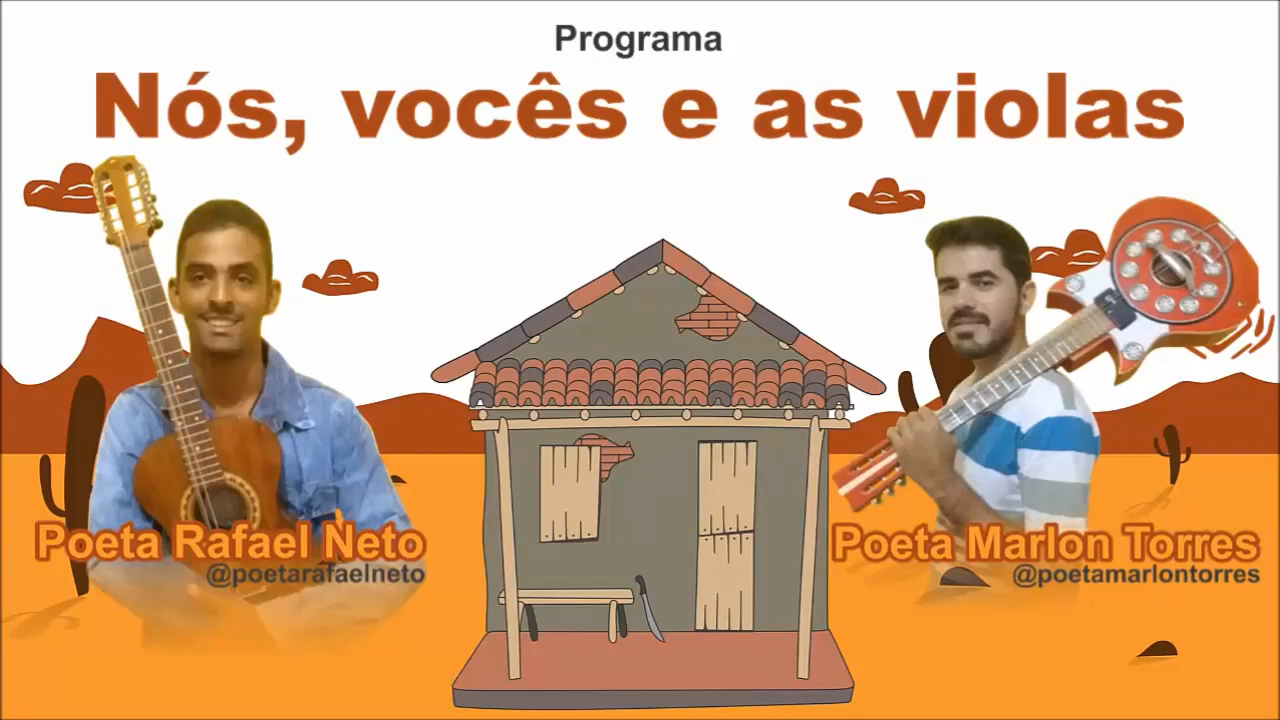 Programa
Nós, vocês e as violas
Poeta Rafael Neto
@poetarafaelneto
Poeta Marlon Torres
@poetamarlontorres